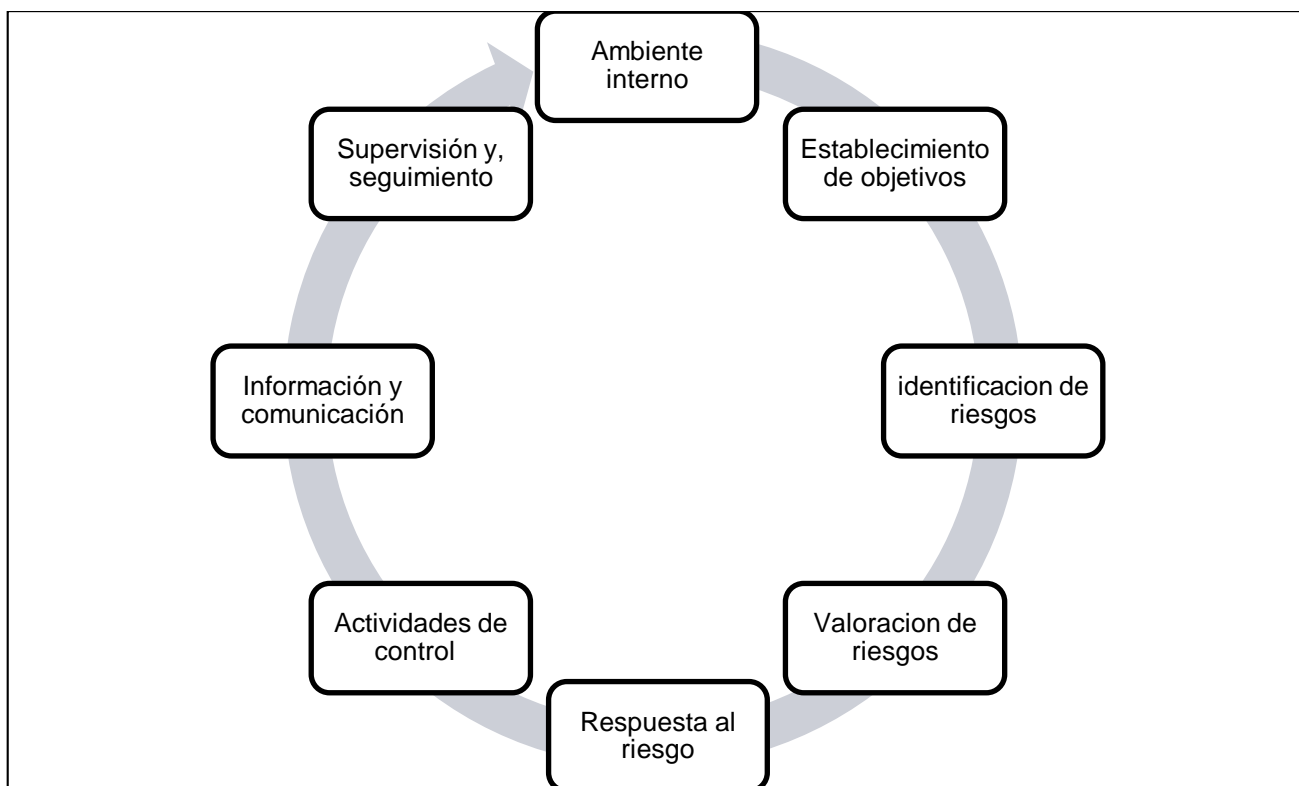 Ambiente
interno
Establecimiento
de objetivos
identificacion de
riesgos
Valoracion de
riesgos
Respuesta al
riesgo
Actividades de
control
Información y
comunicación
Supervisión y,
seguimiento